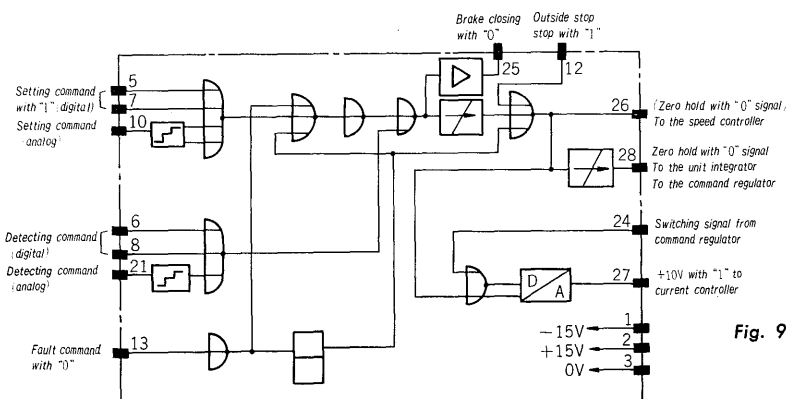 Brake closing
with "0"
Outside stop
stop with "1"
25
12
Setting command
with "1" (digital)
5
7
Setting command
(analog)
10
26
(Zero hold with "0" signal)
To the speed controller
28
Zero hold with "0" signal
To the unit integrator
To the command regulator
Detecting command
(digital)
6
8
Detecting command
(analog)
21
24
Switching signal from
command regulator
D
A
27
+10V with "1" to
current controller
Fault command
with "0"
13
-15V
1
+15V
2
0V
3
Fig. 9